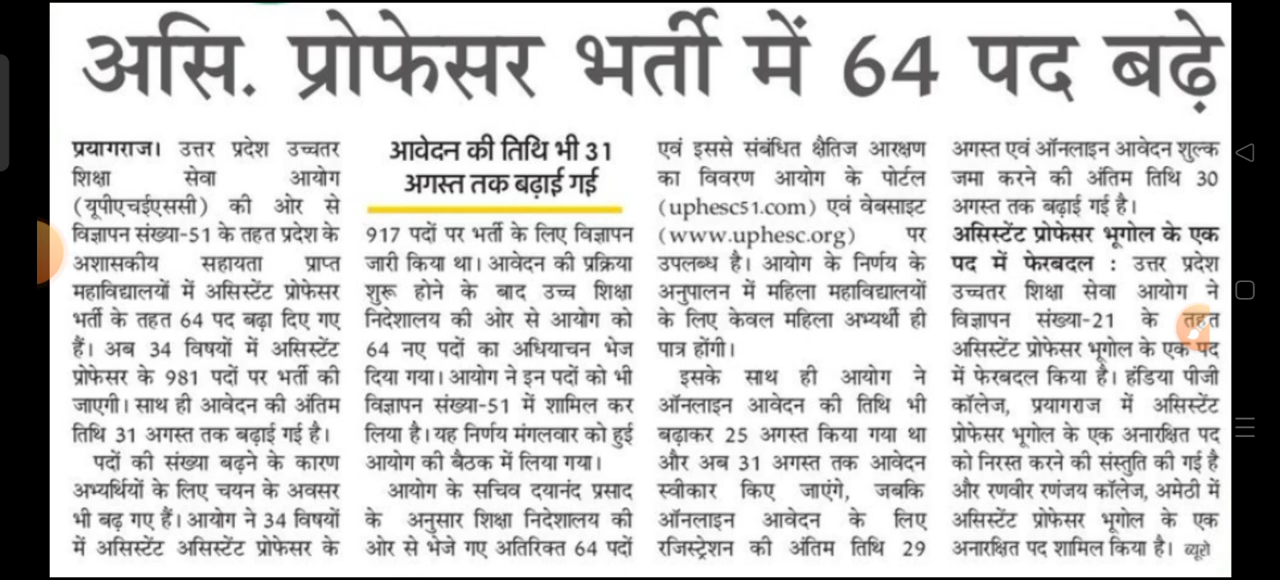 असि. प्रोफेसर भर्ती में 64 पद बढ़े
प्रयागराज। उत्तर प्रदेश उच्चतर
शिक्षा सेवा आयोग
(यूपीएचईएससी) की ओर से
विज्ञापन संख्या-51 के तहत प्रदेश के
अशासकीय सहायता प्राप्त
महाविद्यालयों में असिस्टेंट प्रोफेसर
भर्ती के तहत 64 पद बढ़ा दिए गए
हैं। अब 34 विषयों में असिस्टेंट
प्रोफेसर के 981 पदों पर भर्ती की
जाएगी। साथ ही आवेदन की अंतिम
तिथि 31 अगस्त तक बढ़ाई गई है।
पदों की संख्या बढ़ने के कारण
अभ्यर्थियों के लिए चयन के अवसर
भी बढ़ गए हैं। आयोग ने 34 विषयों
में असिस्टेंट असिस्टेंट प्रोफेसर के
आवेदन की तिथि भी 31
अगस्त तक बढ़ाई गई
917 पदों पर भर्ती के लिए विज्ञापन
जारी किया था। आवेदन की प्रक्रिया
शुरू होने के बाद उच्च शिक्षा
निदेशालय की ओर से आयोग को
64 नए पदों का अधियाचन भेज
दिया गया। आयोग ने इन पदों को भी
विज्ञापन संख्या-51 में शामिल कर
लिया है। यह निर्णय मंगलवार को हुई
आयोग की बैठक में लिया गया।
आयोग के सचिव दयानंद प्रसाद
के अनुसार शिक्षा निदेशालय की
ओर से भेजे गए अतिरिक्त 64 पदों
एवं इससे संबंधित क्षैतिज आरक्षण
का विवरण आयोग के पोर्टल
(uphesc51.com) एवं वेबसाइट
(www.uphesc.org) पर
उपलब्ध है। आयोग के निर्णय के
अनुपालन में महिला महाविद्यालयों
के लिए केवल महिला अभ्यर्थी ही
पात्र होंगी।
इसके साथ ही आयोग ने
ऑनलाइन आवेदन की तिथि भी
बढ़ाकर 25 अगस्त किया गया था
और अब 31 अगस्त तक आवेदन
स्वीकार किए जाएंगे, जबकि
ऑनलाइन आवेदन के लिए
रजिस्ट्रेशन की अंतिम तिथि 29
अगस्त एवं ऑनलाइन आवेदन शुल्क
जमा करने की अंतिम तिथि 30
अगस्त तक बढ़ाई गई है।
असिस्टेंट प्रोफेसर भूगोल के एक
पद में फेरबदल : उत्तर प्रदेश
उच्चतर शिक्षा सेवा आयोग ने
विज्ञापन संख्या-21 के तहत
असिस्टेंट प्रोफेसर भूगोल के एक पद
में फेरबदल किया है। हंडिया पीजी
कॉलेज, प्रयागराज में असिस्टेंट
प्रोफेसर भूगोल के एक अनारक्षित पद
को निरस्त करने की संस्तुति की गई है
और रणवीर रणंजय कॉलेज, अमेठी में
असिस्टेंट प्रोफेसर भूगोल के एक
अनारक्षित पद शामिल किया है। ब्यूरो